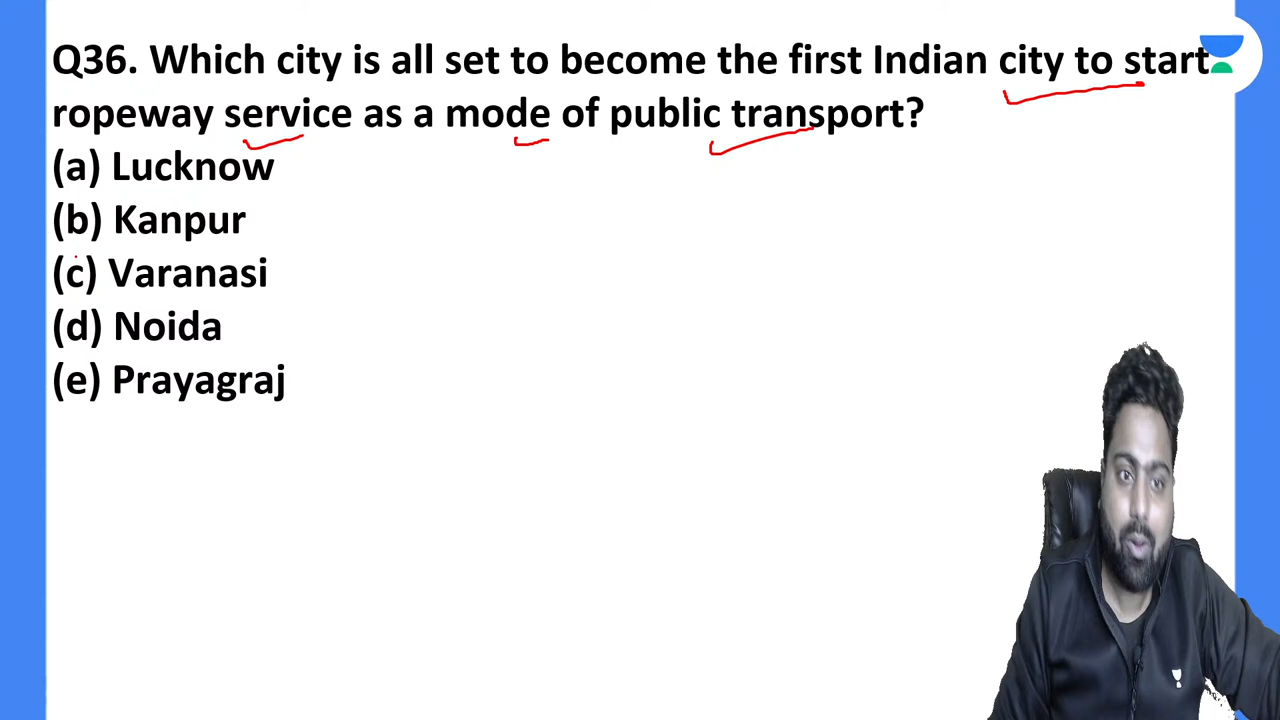 Q36. Which city is all set to become the first Indian city to start
ropeway service as a mode of public transport?
(a) Lucknow
(b) Kanpur
(c) Varanasi
(d) Noida
(e) Prayagraj